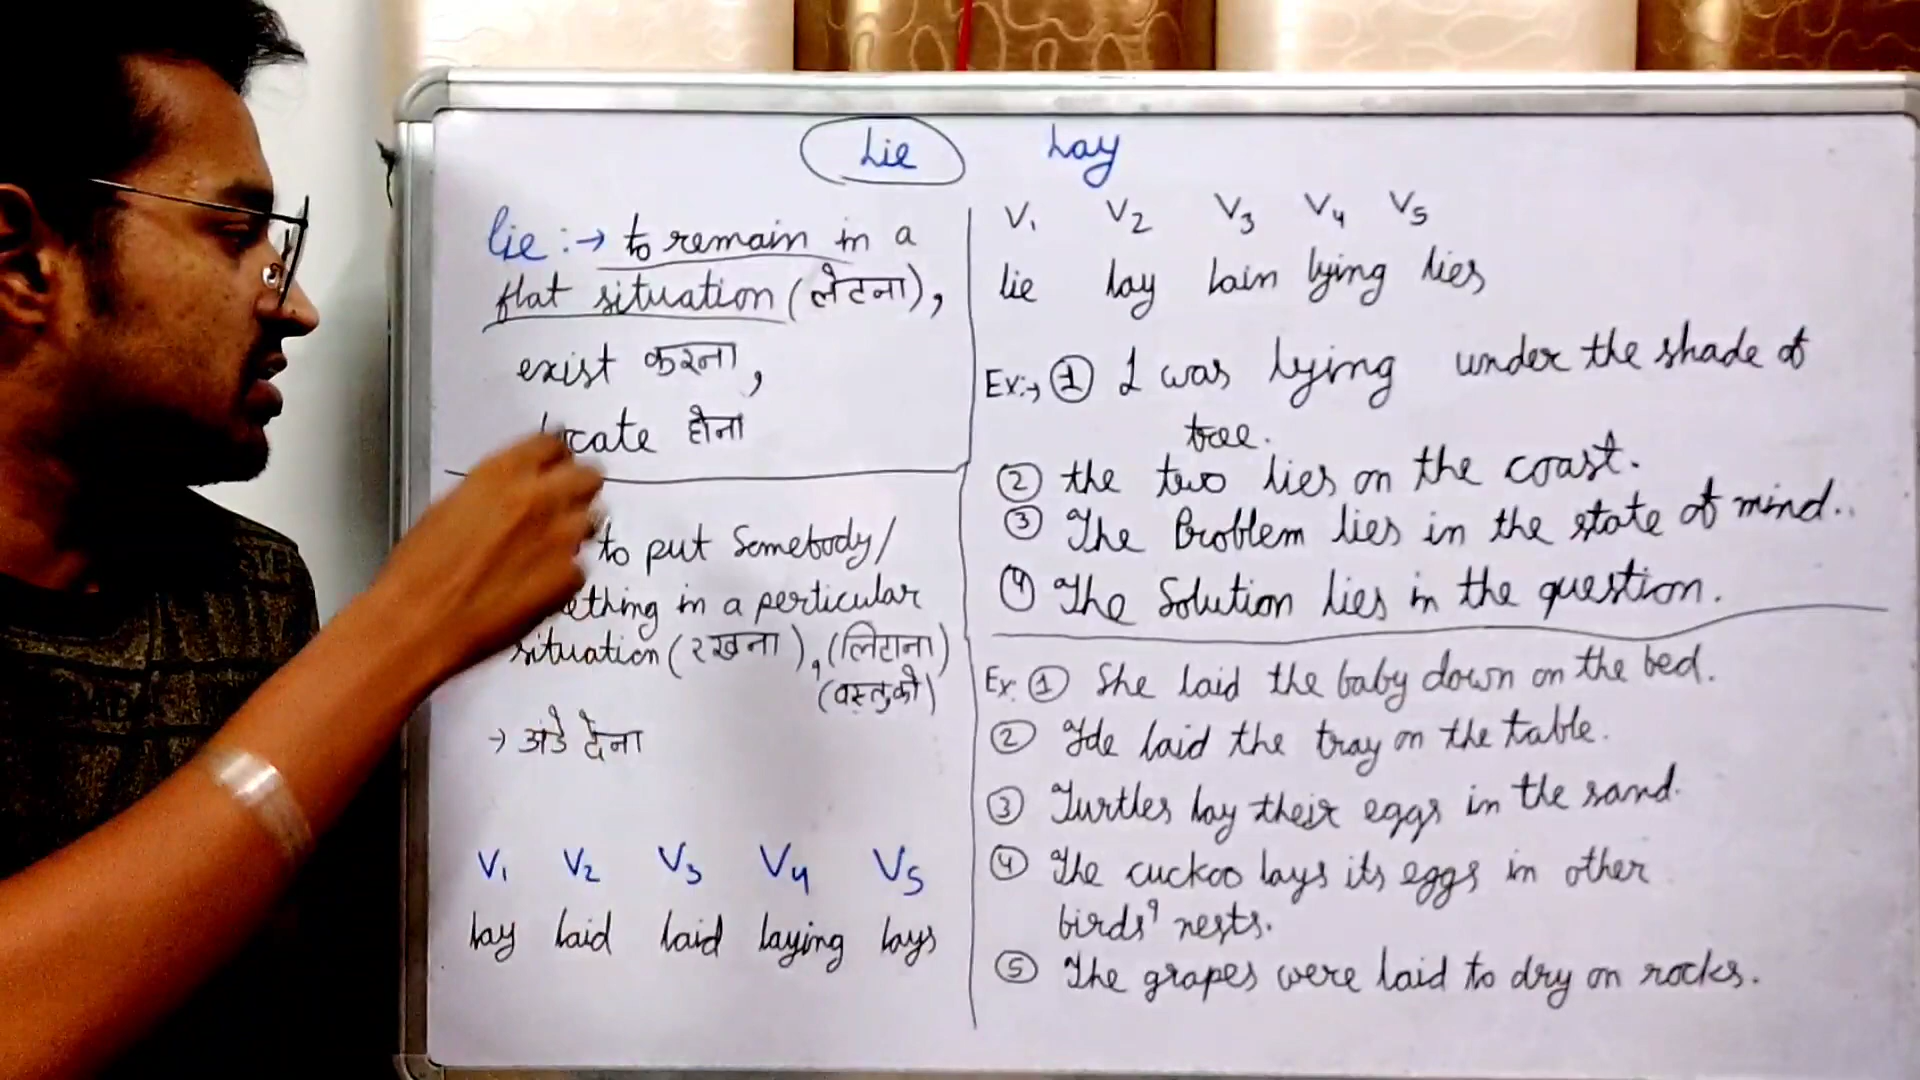 Lie Lay
lie :→ to remain in a
flat situation (लेटना),
exist करना,
locate होना
to put Somebody/
situation (रखना), (लिटाना)
(वस्तुको)
→ अंडे देना
V1 V2 V3 V4 V5
lay laid laid laying lays
V1 V2 V3 V4 V5
lie lay lain lying lies
Ex:→ ① I was lying under the shade of
tree.
② the two lies on the coast.
③ The Problem lies in the state of mind..
④ The Solution lies in the question.
Ex: ① She laid the baby down on the bed.
② He laid the tray on the table.
③ Turtles lay their eggs in the sand.
④ The cuckoo lays its eggs in other
birds' nests.
⑤ The grapes were laid to dry on rocks.